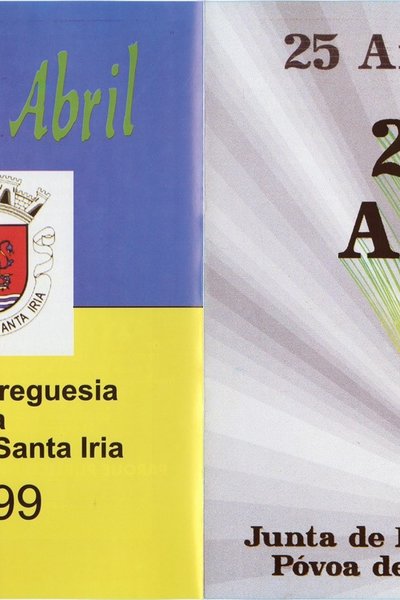 Abril
SANTA IRIA
reguesia
a
Santa Iria
99
25 A
2
A
Junta de
Póvoa de